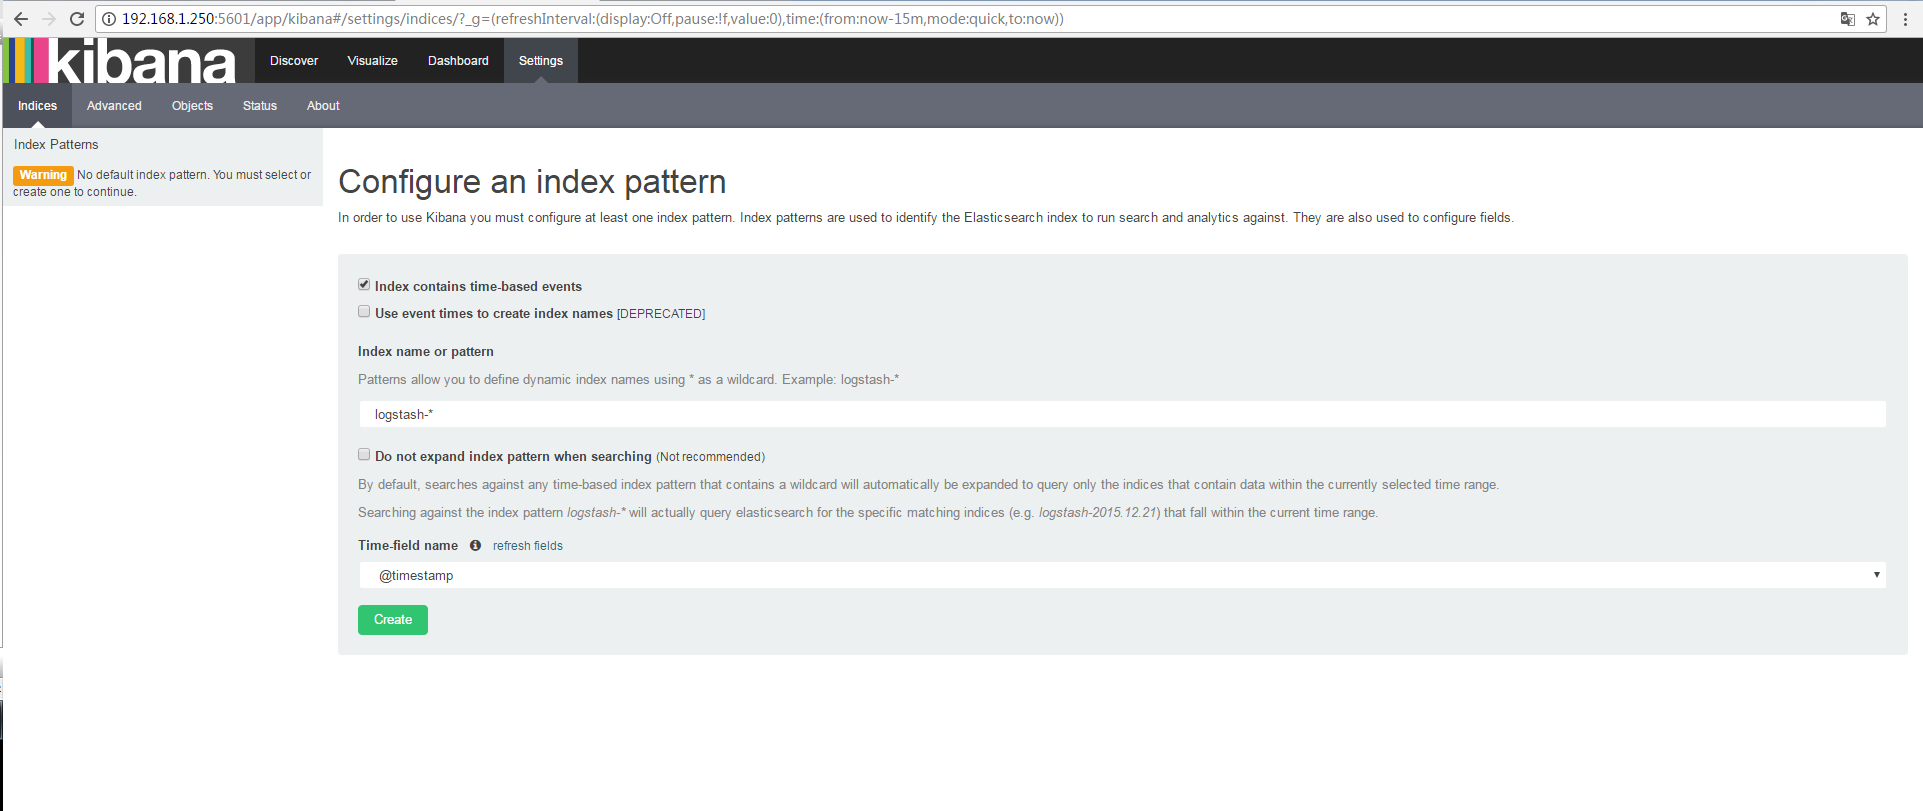 192.168.1.250:5601/app/kibana#/settings/indices/?_g=(refreshInterval:(display:Off,pause:!f,value:0),time:(from:now-15m,mode:quick,to:now))
kibana Discover Visualize Dashboard Settings
Indices Advanced Objects Status About
Index Patterns
Warning No default index pattern. You must select or
create one to continue.
Configure an index pattern
In order to use Kibana you must configure at least one index pattern. Index patterns are used to identify the Elasticsearch index to run search and analytics against. They are also used to configure fields.
Index contains time-based events
Use event times to create index names [DEPRECATED]
Index name or pattern
Patterns allow you to define dynamic index names using * as a wildcard. Example: logstash-*
logstash-*
Do not expand index pattern when searching (Not recommended)
By default, searches against any time-based index pattern that contains a wildcard will automatically be expanded to query only the indices that contain data within the currently selected time range.
Searching against the index pattern logstash-* will actually query elasticsearch for the specific matching indices (e.g. logstash-2015.12.21) that fall within the current time range.
Time-field name refresh fields
@timestamp
Create